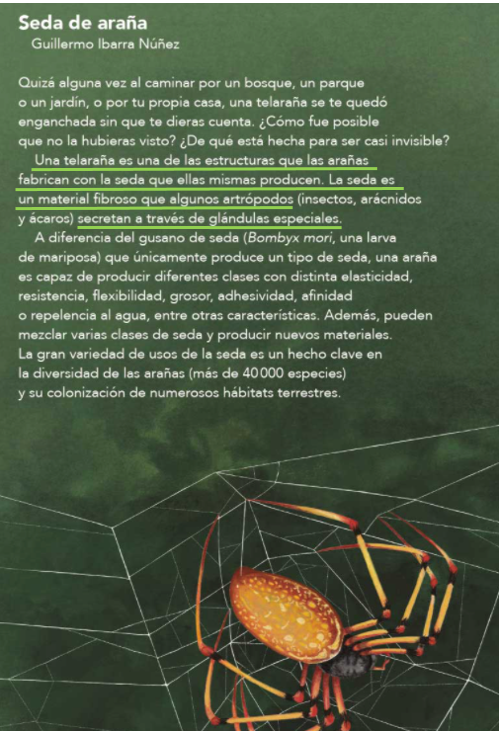 Seda de araña
Guillermo Ibarra Núñez
Quizá alguna vez al caminar por un bosque, un parque
o un jardín, o por tu propia casa, una telaraña se te quedó
enganchada sin que te dieras cuenta. ¿Cómo fue posible
que no la hubieras visto? ¿De qué está hecha para ser casi invisible?
Una telaraña es una de las estructuras que las arañas
fabrican con la seda que ellas mismas producen. La seda es
un material fibroso que algunos artrópodos (insectos, arácnidos
y ácaros) secretan a través de glándulas especiales.
A diferencia del gusano de seda (Bombyx mori, una larva
de mariposa) que únicamente produce un tipo de seda, una araña
es capaz de producir diferentes clases con distinta elasticidad,
resistencia, flexibilidad, grosor, adhesividad, afinidad
o repelencia al agua, entre otras características. Además, pueden
mezclar varias clases de seda y producir nuevos materiales.
La gran variedad de usos de la seda es un hecho clave en
la diversidad de las arañas (más de 40 000 especies)
y su colonización de numerosos hábitats terrestres.